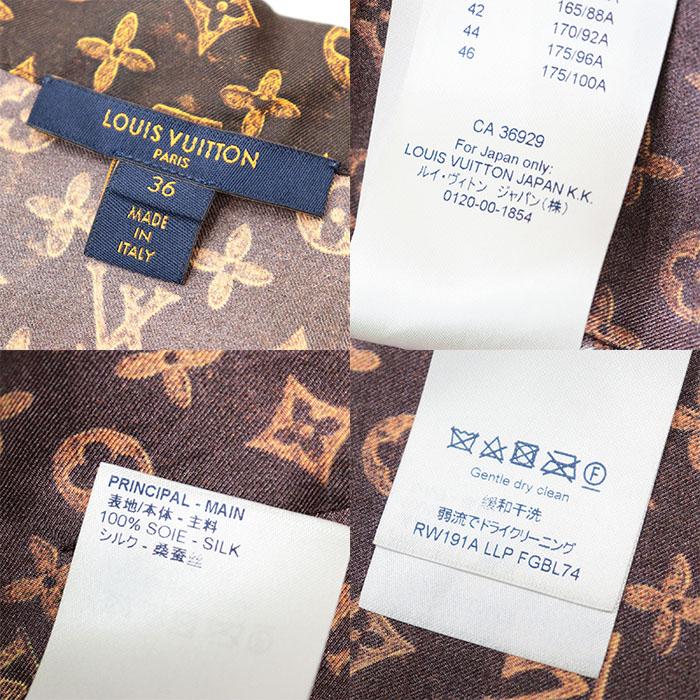 LOUIS VUITTON
PARIS
36
MADE
IN
ITALY
42
44
46
165/88A
170/92A
175/96A
175/100A
CA 36929
For Japan only:
LOUIS VUITTON JAPAN K.K.
ルイ・ヴィトン ジャパン(株)
0120-00-1854
PRINCIPAL - MAIN
表地/本体 - 主料
100% SOIE - SILK
シルク - 桑蚕丝
F
Gentle dry clean
缓和干洗
弱流でドライクリーニング
RW191A LLP FGBL74